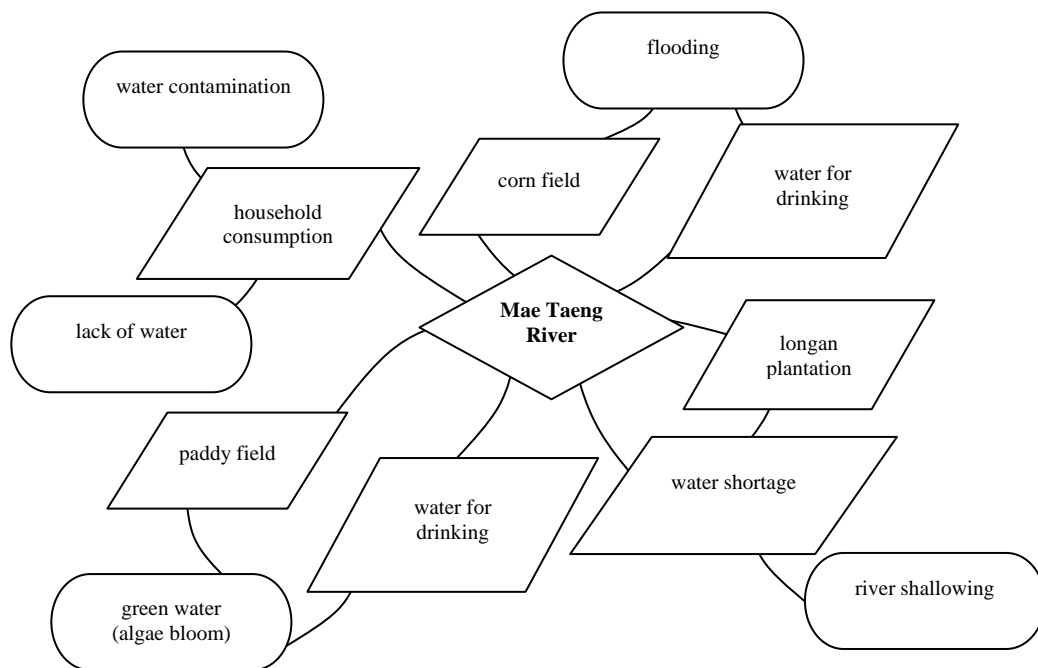 flooding
water contamination
corn field
water for
drinking
household
consumption
Mae Taeng
River
lack of water
longan
plantation
paddy field
water for
drinking
water shortage
river shallowing
green water
(algae bloom)